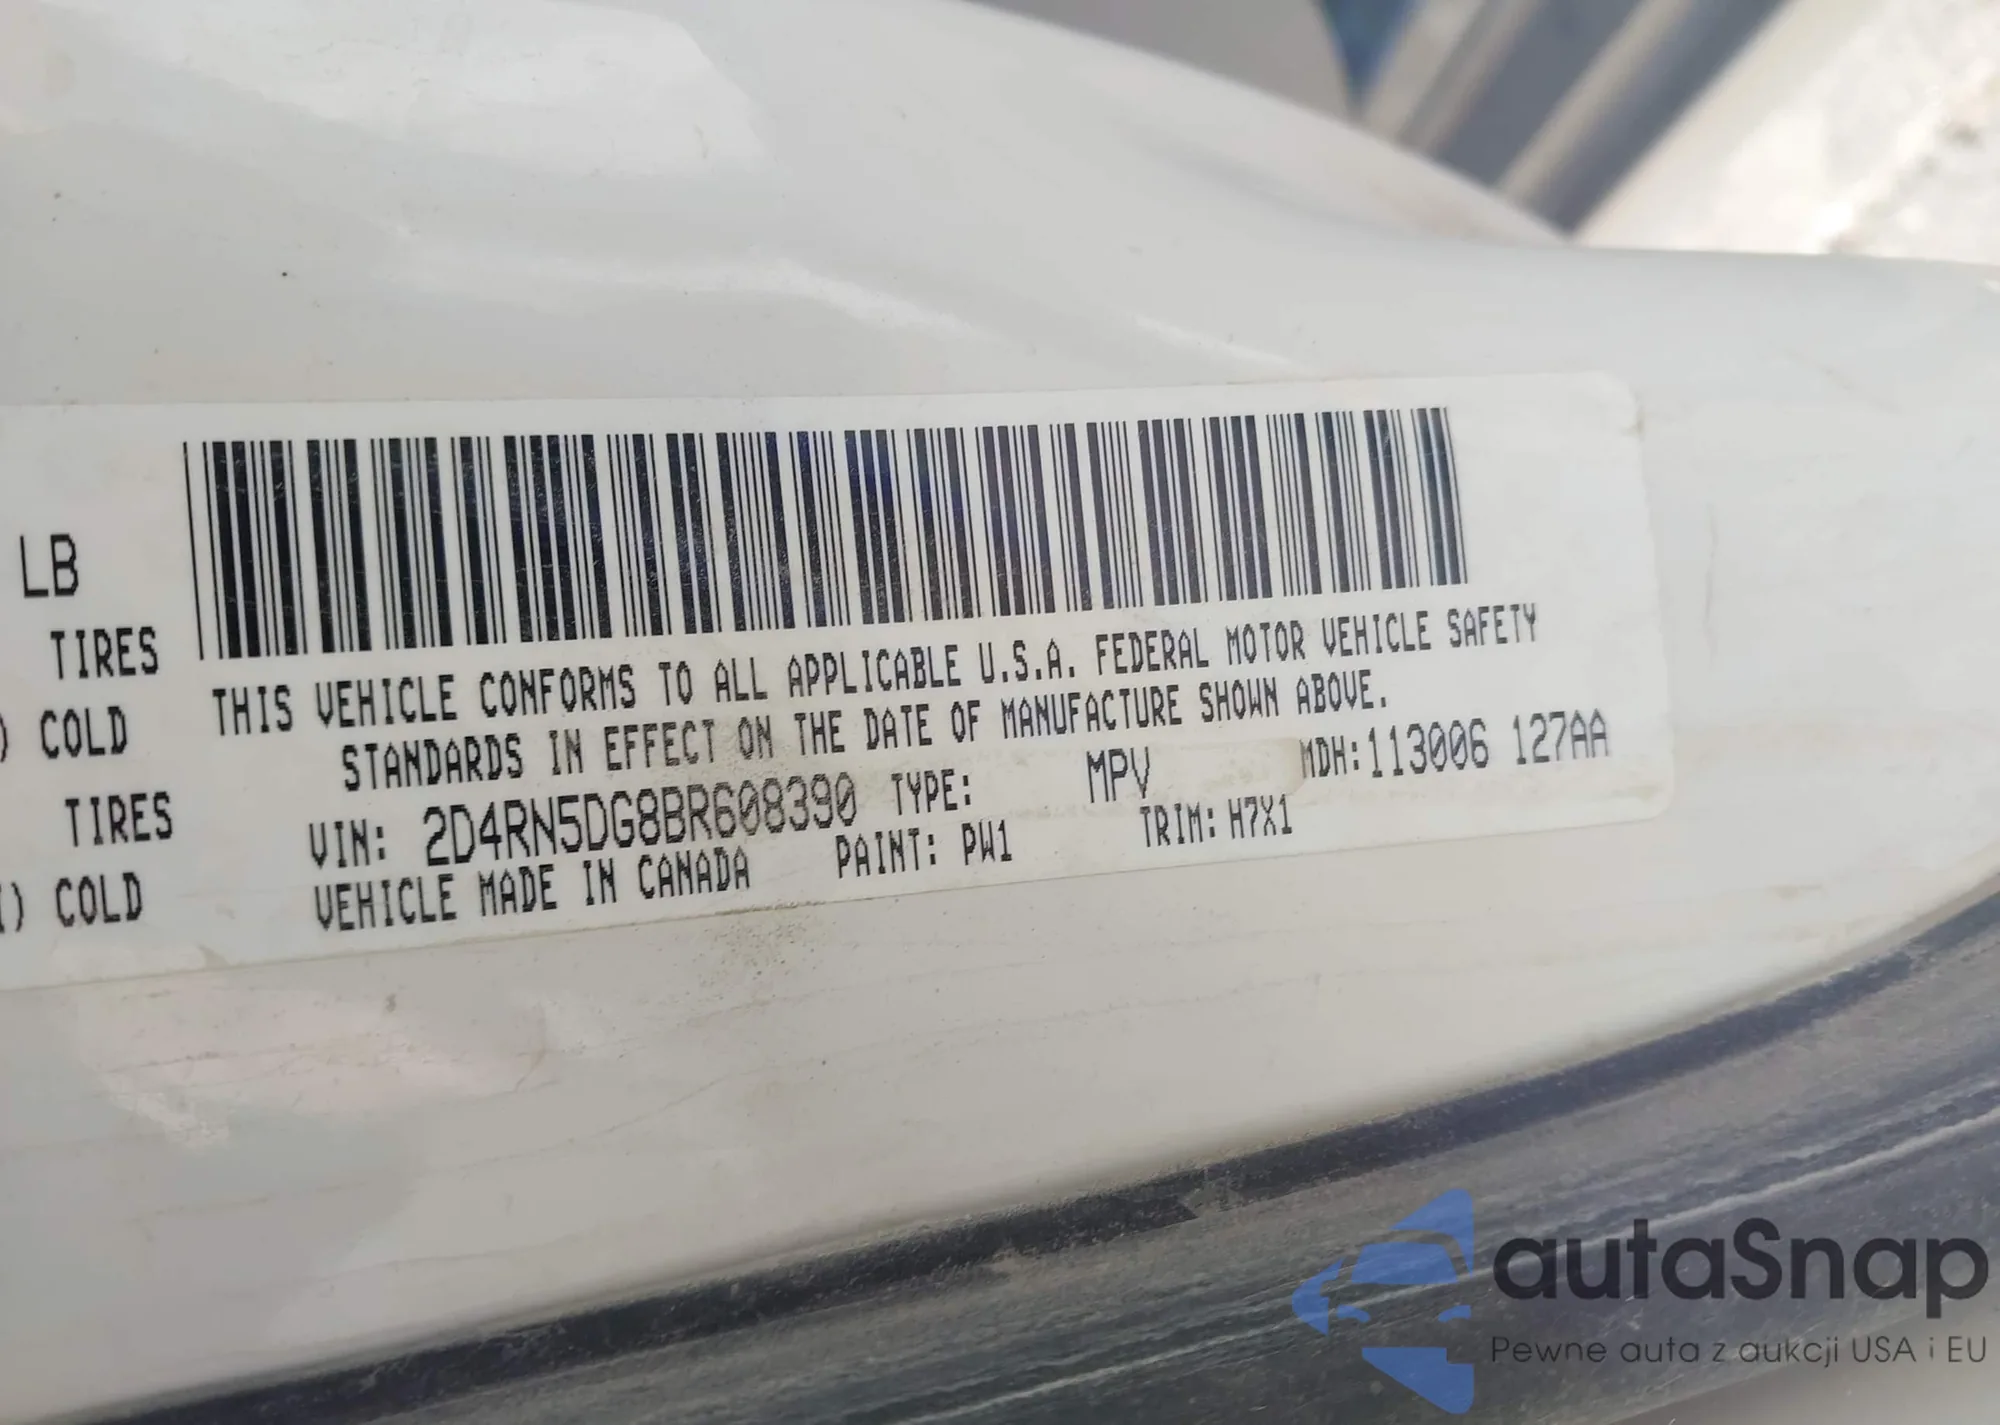 LB
TIRES
) COLD
TIRES
) COLD
THIS VEHICLE CONFORMS TO ALL APPLICABLE U.S.A. FEDERAL MOTOR VEHICLE SAFETY
STANDARDS IN EFFECT ON THE DATE OF MANUFACTURE SHOWN ABOVE.
VIN: 2D4RN5DG8BR608390 TYPE: MPV MDH:113006 127AA
VEHICLE MADE IN CANADA PAINT: PW1 TRIM: H7X1
autaSnap
Pewne auta z aukcji USA i EU